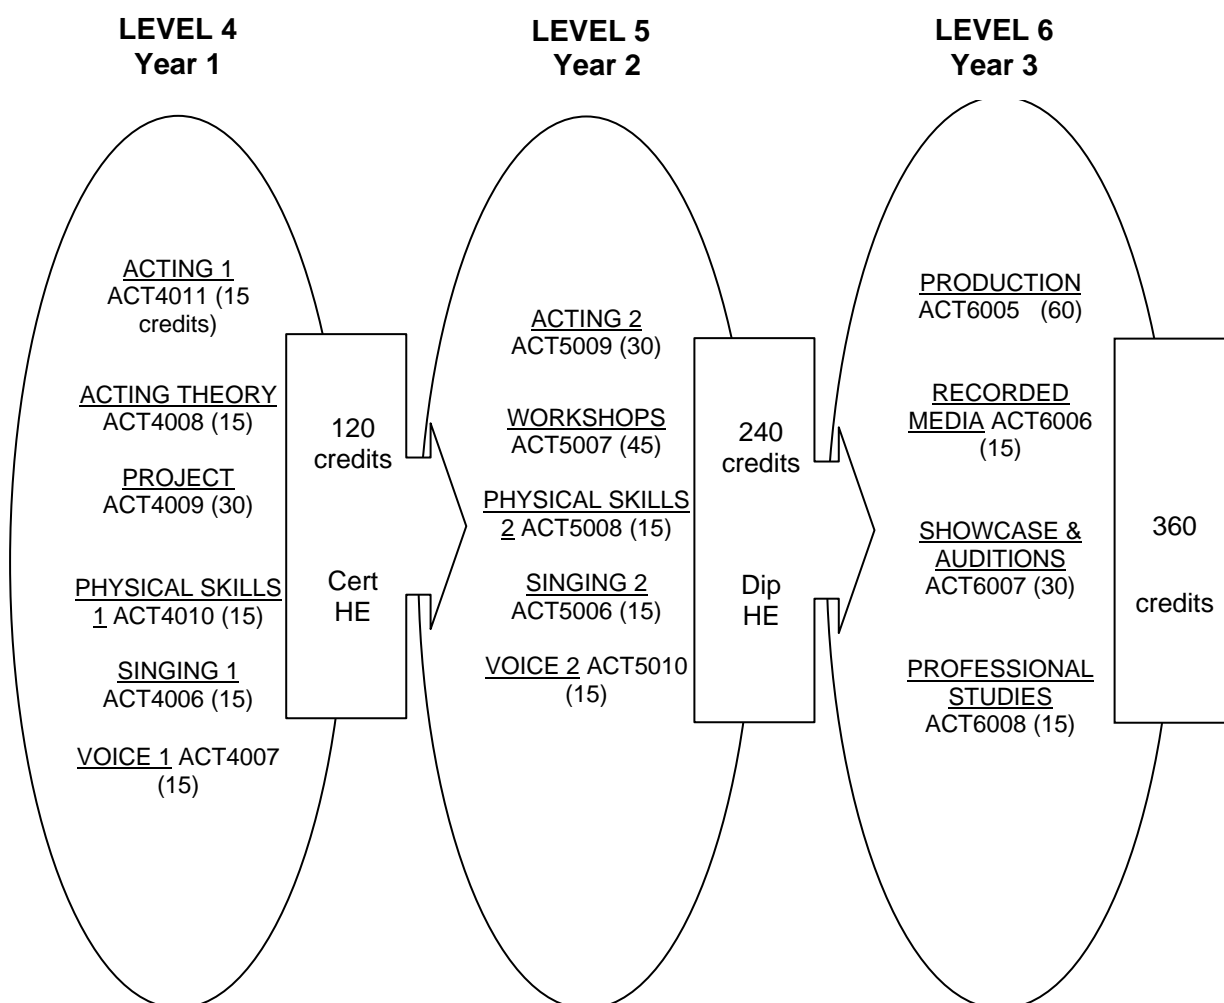 LEVEL 4
Year 1
ACTING 1
ACT4011 (15
credits)
ACTING THEORY
ACT4008 (15)
PROJECT
ACT4009 (30)
PHYSICAL SKILLS
1 ACT4010 (15)
SINGING 1
ACT4006 (15)
VOICE 1 ACT4007
(15)
120
credits
Cert
HE
LEVEL 5
Year 2
ACTING 2
ACT5009 (30)
WORKSHOPS
ACT5007 (45)
PHYSICAL SKILLS
2 ACT5008 (15)
SINGING 2
ACT5006 (15)
VOICE 2 ACT5010
(15)
240
credits
Dip
HE
LEVEL 6
Year 3
PRODUCTION
ACT6005 (60)
RECORDED
MEDIA ACT6006
(15)
SHOWCASE &
AUDITIONS
ACT6007 (30)
PROFESSIONAL
STUDIES
ACT6008 (15)
360
credits